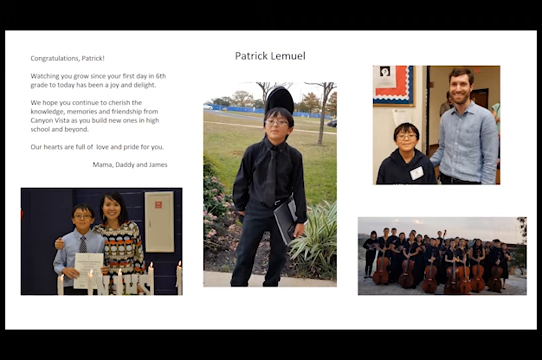 Patrick Lemuel
Congratulations, Patrick!
Watching you grow since your first day in 6th
grade to today has been a joy and delight.
We hope you continue to cherish the
knowledge, memories and friendship from
Canyon Vista as you build new ones in high
school and beyond.
Our hearts are full of love and pride for you.
Mama, Daddy and James